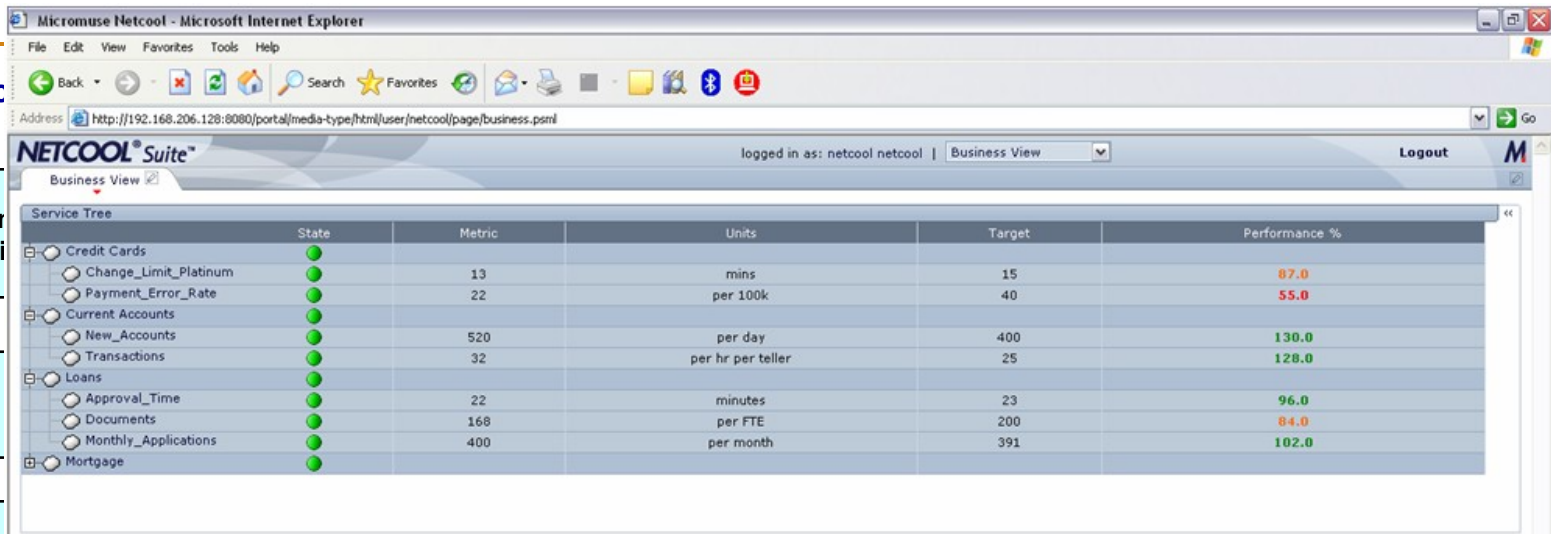 Micromuse Netcool - Microsoft Internet Explorer
File Edit View Favorites Tools Help
Back Search Favorites
Address http://192.168.206.128:8080/portal/media-type/html/user/netcool/page/business.psml Go
NETCOOL® Suite™ logged in as: netcool netcool | Business View Logout M
Business View
Service Tree «
State Metric Units Target Performance %
Credit Cards
Change_Limit_Platinum 13 mins 15 87.0
Payment_Error_Rate 22 per 100k 40 55.0
Current Accounts
New_Accounts 520 per day 400 130.0
Transactions 32 per hr per teller 25 128.0
Loans
Approval_Time 22 minutes 23 96.0
Documents 168 per FTE 200 84.0
Monthly_Applications 400 per month 391 102.0
Mortgage